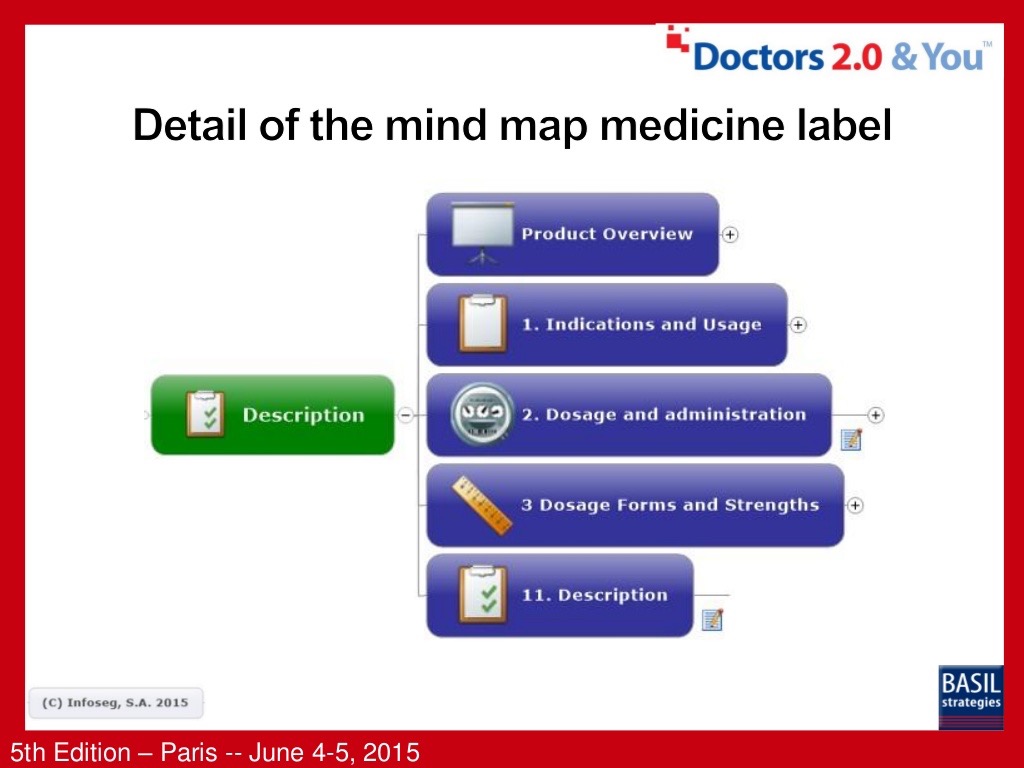 Doctors 2.0 & You™
Detail of the mind map medicine label
Product Overview
1. Indications and Usage
Description
2. Dosage and administration
3 Dosage Forms and Strengths
11. Description
(C) Infoseg, S.A. 2015
BASIL
strategies
5th Edition – Paris -- June 4-5, 2015